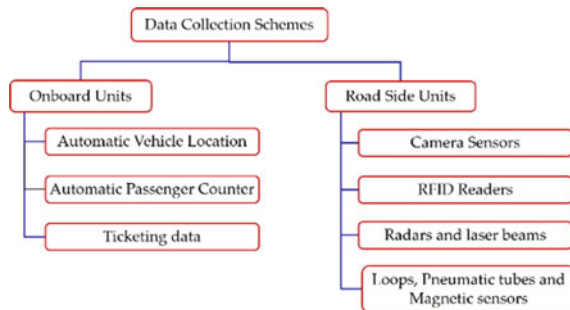 Data Collection Schemes
Onboard Units
Automatic Vehicle Location
Automatic Passenger Counter
Ticketing data
Road Side Units
Camera Sensors
RFID Readers
Radars and laser beams
Loops, Pneumatic tubes and
Magnetic sensors